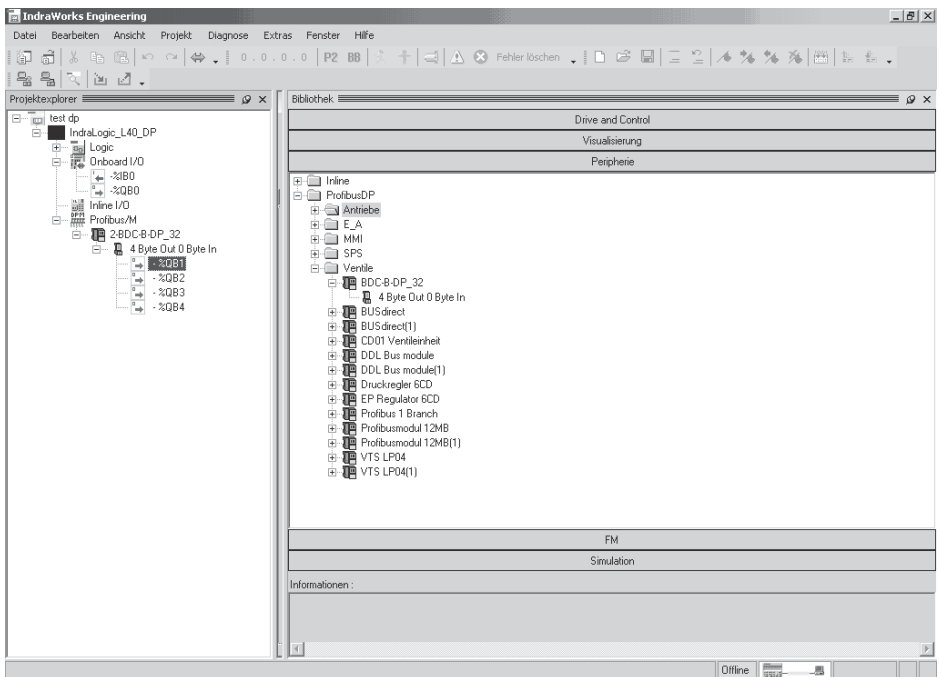 IndraWorks Engineering
Datei Bearbeiten Ansicht Projekt Diagnose Extras Fenster Hilfe
0 . 0 . 0 . 0 P2 BB Fehler löschen
Projektexplorer
test dp
IndraLogic_L40_DP
Logic
Onboard I/O
-%IB0
-%QB0
Inline I/O
Profibus/M
2-BDC-B-DP_32
4 Byte Out 0 Byte In
- %QB1
- %QB2
- %QB3
- %QB4
Bibliothek
Drive and Control
Visualisierung
Peripherie
Inline
ProfibusDP
Antriebe
E_A
MMI
SPS
Ventile
BDC-B-DP_32
4 Byte Out 0 Byte In
BUSdirect
BUSdirect(1)
CD01 Ventileinheit
DDL Bus module
DDL Bus module(1)
Druckregler 6CD
EP Regulator 6CD
Profibus 1 Branch
Profibusmodul 12MB
Profibusmodul 12MB(1)
VTS LP04
VTS LP04(1)
FM
Simulation
Informationen :
Offline